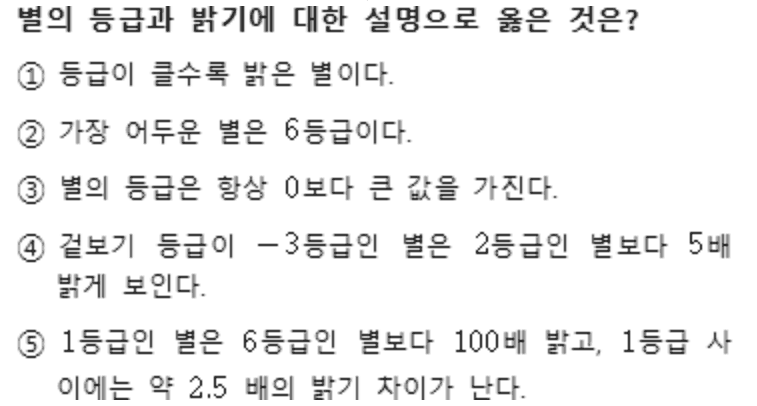 별의 등급과 밝기에 대한 설명으로 옳은 것은?
① 등급이 클수록 밝은 별이다.
② 가장 어두운 별은 6등급이다.
③ 별의 등급은 항상 0보다 큰 값을 가진다.
④ 겉보기 등급이 −3등급인 별은 2등급인 별보다 5배
밝게 보인다.
⑤ 1등급인 별은 6등급인 별보다 100배 밝고, 1등급 사
이에는 약 2.5 배의 밝기 차이가 난다.